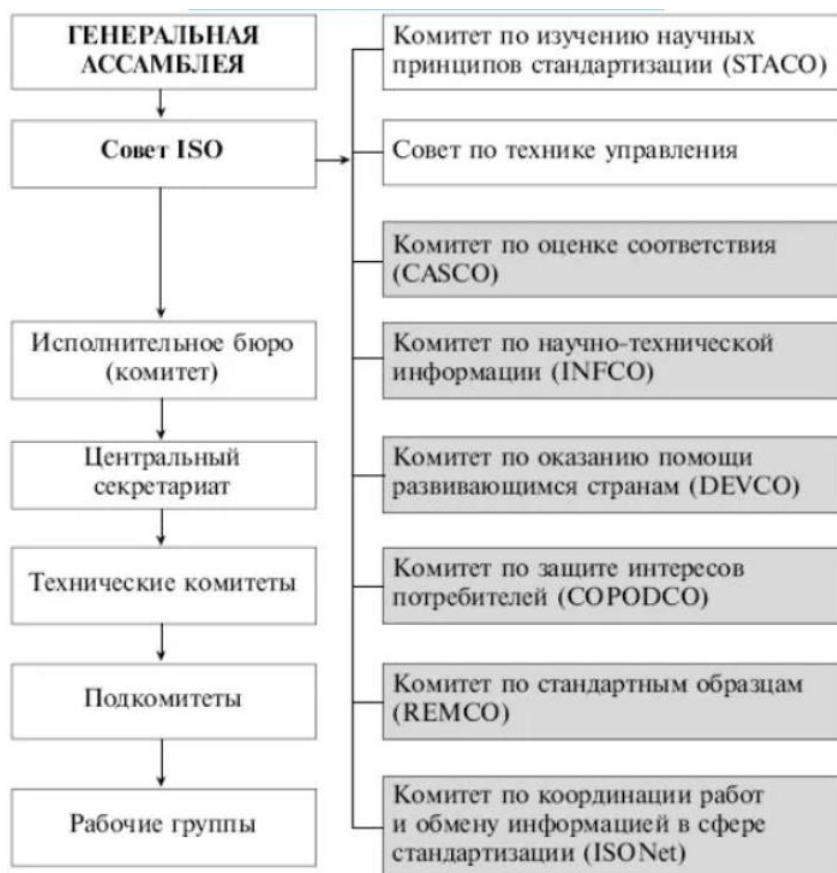 ГЕНЕРАЛЬНАЯ
АССАМБЛЕЯ
Совет ISO
Исполнительное бюро
(комитет)
Центральный
секретариат
Технические комитеты
Подкомитеты
Рабочие группы
Комитет по изучению научных
принципов стандартизации (STACO)
Совет по технике управления
Комитет по оценке соответствия
(CASCO)
Комитет по научно-технической
информации (INFCO)
Комитет по оказанию помощи
развивающимся странам (DEVCO)
Комитет по защите интересов
потребителей (COPODCO)
Комитет по стандартным образцам
(REMCO)
Комитет по координации работ
и обмену информацией в сфере
стандартизации (ISONet)